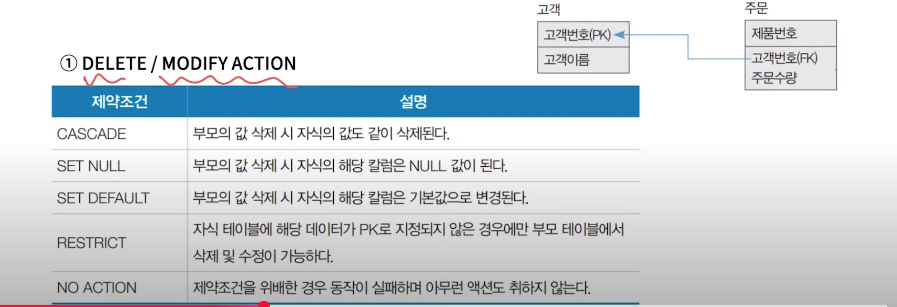 고객
고객번호(PK)
고객이름
주문
제품번호
고객번호(FK)
주문수량
① DELETE / MODIFY ACTION
제약조건 설명
CASCADE 부모의 값 삭제 시 자식의 값도 같이 삭제된다.
SET NULL 부모의 값 삭제 시 자식의 해당 칼럼은 NULL 값이 된다.
SET DEFAULT 부모의 값 삭제 시 자식의 해당 칼럼은 기본값으로 변경된다.
RESTRICT 자식 테이블에 해당 데이터가 PK로 지정되지 않은 경우에만 부모 테이블에서
삭제 및 수정이 가능하다.
NO ACTION 제약조건을 위배한 경우 동작이 실패하며 아무런 액션도 취하지 않는다.